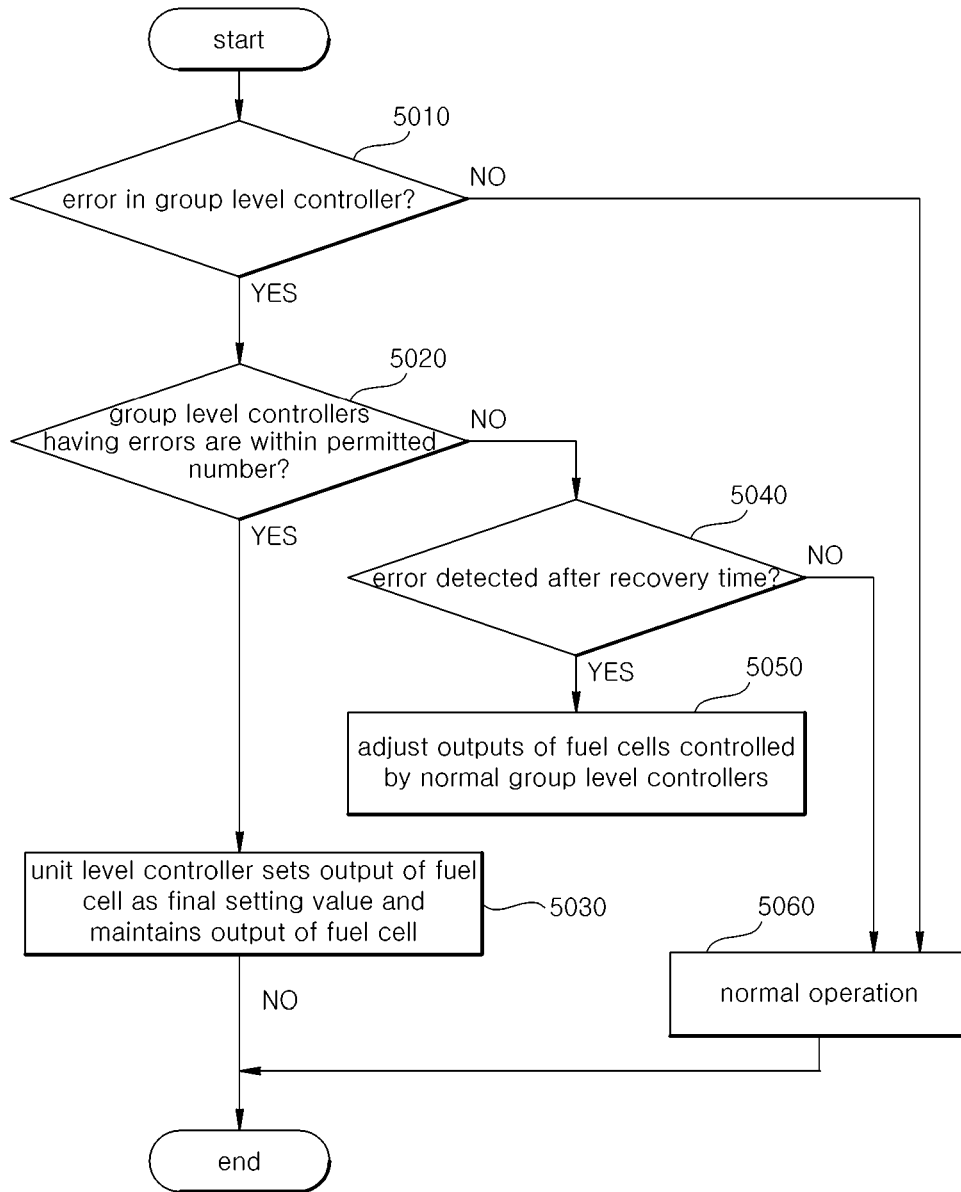 start
5010
error in group level controller?
NO
YES
5020
group level controllers
having errors are within permitted
number?
NO
YES
5040
error detected after recovery time?
NO
YES
5050
adjust outputs of fuel cells controlled
by normal group level controllers
unit level controller sets output of fuel
cell as final setting value and
maintains output of fuel cell
5030
5060
normal operation
NO
end